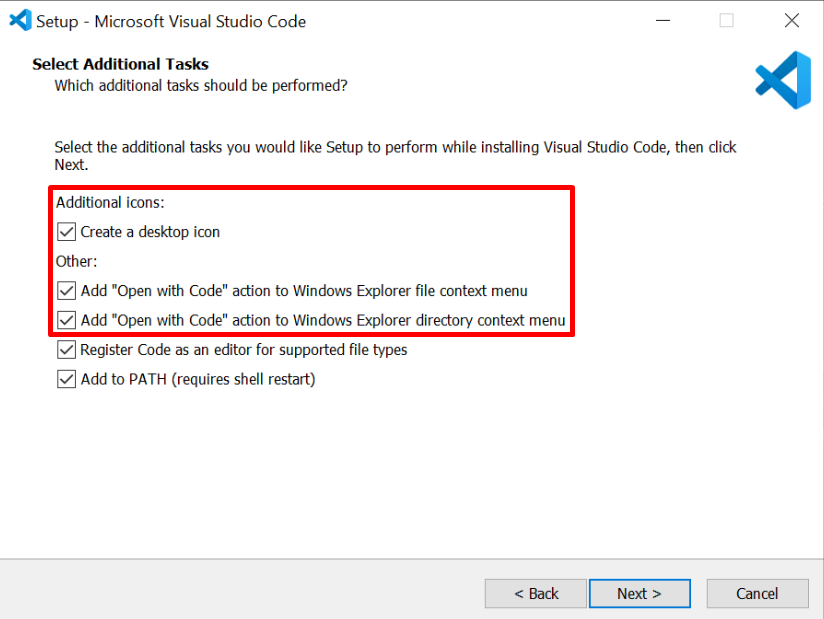 Setup - Microsoft Visual Studio Code
Select Additional Tasks
Which additional tasks should be performed?
Select the additional tasks you would like Setup to perform while installing Visual Studio Code, then click
Next.
Additional icons:
Create a desktop icon
Other:
Add "Open with Code" action to Windows Explorer file context menu
Add "Open with Code" action to Windows Explorer directory context menu
Register Code as an editor for supported file types
Add to PATH (requires shell restart)
< Back Next > Cancel